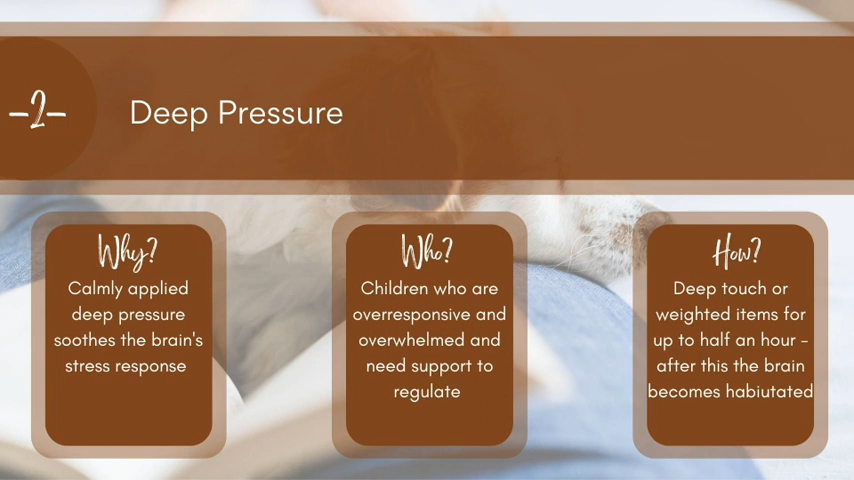 -2-
Deep Pressure
Why?
Calmly applied
deep pressure
soothes the brain's
stress response
Who?
Children who are
overresponsive and
overwhelmed and
need support to
regulate
How?
Deep touch or
weighted items for
up to half an hour -
after this the brain
becomes habiutated